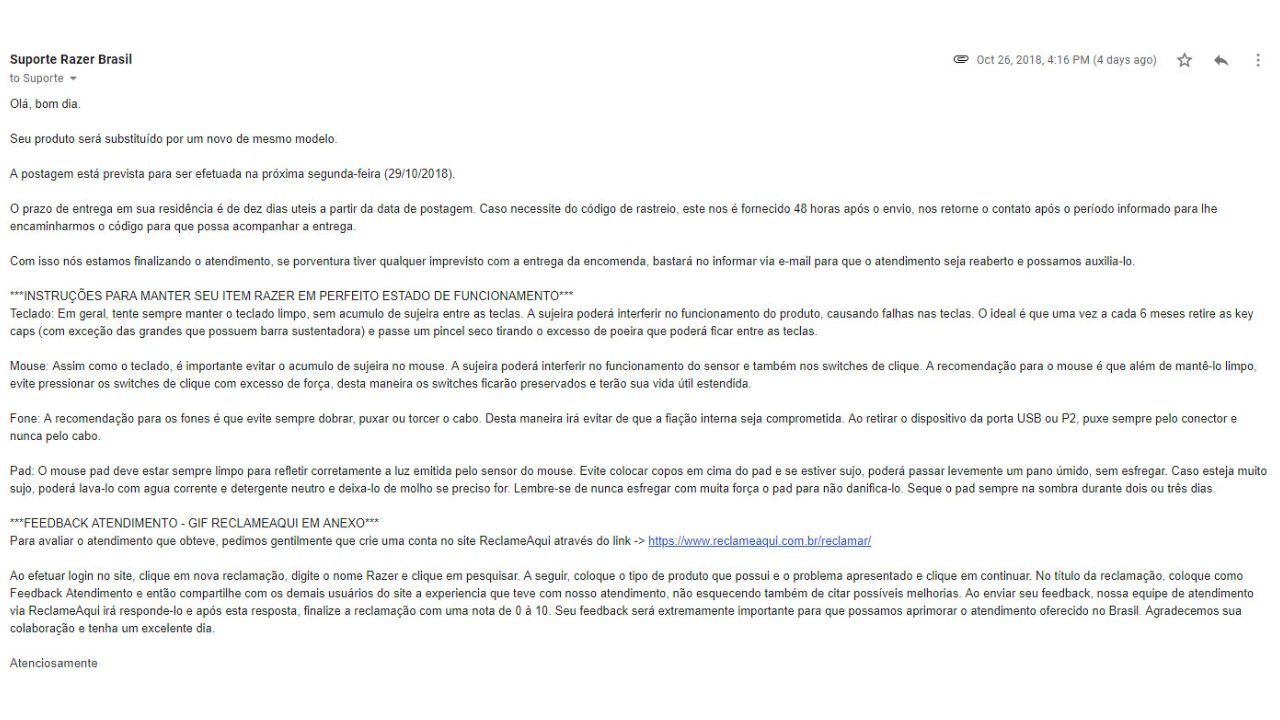 Suporte Razer Brasil
Oct 26, 2018, 4:16 PM (4 days ago)
to Suporte
Olá, bom dia.
Seu produto será substituído por um novo de mesmo modelo.
A postagem está prevista para ser efetuada na próxima segunda-feira (29/10/2018).
O prazo de entrega em sua residência é de dez dias uteis a partir da data de postagem. Caso necessite do código de rastreio, este nos é fornecido 48 horas após o envio, nos retorne o contato após o período informado para lhe
encaminharmos o código para que possa acompanhar a entrega.
Com isso nós estamos finalizando o atendimento, se porventura tiver qualquer imprevisto com a entrega da encomenda, bastará no informar via e-mail para que o atendimento seja reaberto e possamos auxilia-lo.
***INSTRUÇÕES PARA MANTER SEU ITEM RAZER EM PERFEITO ESTADO DE FUNCIONAMENTO***
Teclado: Em geral, tente sempre manter o teclado limpo, sem acumulo de sujeira entre as teclas. A sujeira poderá interferir no funcionamento do produto, causando falhas nas teclas. O ideal é que uma vez a cada 6 meses retire as key
caps (com exceção das grandes que possuem barra sustentadora) e passe um pincel seco tirando o excesso de poeira que poderá ficar entre as teclas.
Mouse: Assim como o teclado, é importante evitar o acumulo de sujeira no mouse. A sujeira poderá interferir no funcionamento do sensor e também nos switches de clique. A recomendação para o mouse é que além de mantê-lo limpo,
evite pressionar os switches de clique com excesso de força, desta maneira os switches ficarão preservados e terão sua vida útil estendida.
Fone: A recomendação para os fones é que evite sempre dobrar, puxar ou torcer o cabo. Desta maneira irá evitar de que a fiação interna seja comprometida. Ao retirar o dispositivo da porta USB ou P2, puxe sempre pelo conector e
nunca pelo cabo.
Pad: O mouse pad deve estar sempre limpo para refletir corretamente a luz emitida pelo sensor do mouse. Evite colocar copos em cima do pad e se estiver sujo, poderá passar levemente um pano úmido, sem esfregar. Caso esteja muito
sujo, poderá lava-lo com agua corrente e detergente neutro e deixa-lo de molho se preciso for. Lembre-se de nunca esfregar com muita força o pad para não danifica-lo. Seque o pad sempre na sombra durante dois ou três dias.
***FEEDBACK ATENDIMENTO - GIF RECLAMEAQUI EM ANEXO***
Para avaliar o atendimento que obteve, pedimos gentilmente que crie uma conta no site ReclameAqui através do link -> https://www.reclameaqui.com.br/reclamar/
Ao efetuar login no site, clique em nova reclamação, digite o nome Razer e clique em pesquisar. A seguir, coloque o tipo de produto que possui e o problema apresentado e clique em continuar. No título da reclamação, coloque como
Feedback Atendimento e então compartilhe com os demais usuários do site a experiencia que teve com nosso atendimento, não esquecendo também de citar possíveis melhorias. Ao enviar seu feedback, nossa equipe de atendimento
via ReclameAqui irá responde-lo e após esta resposta, finalize a reclamação com uma nota de 0 à 10. Seu feedback será extremamente importante para que possamos aprimorar o atendimento oferecido no Brasil. Agradecemos sua
colaboração e tenha um excelente dia.
Atenciosamente